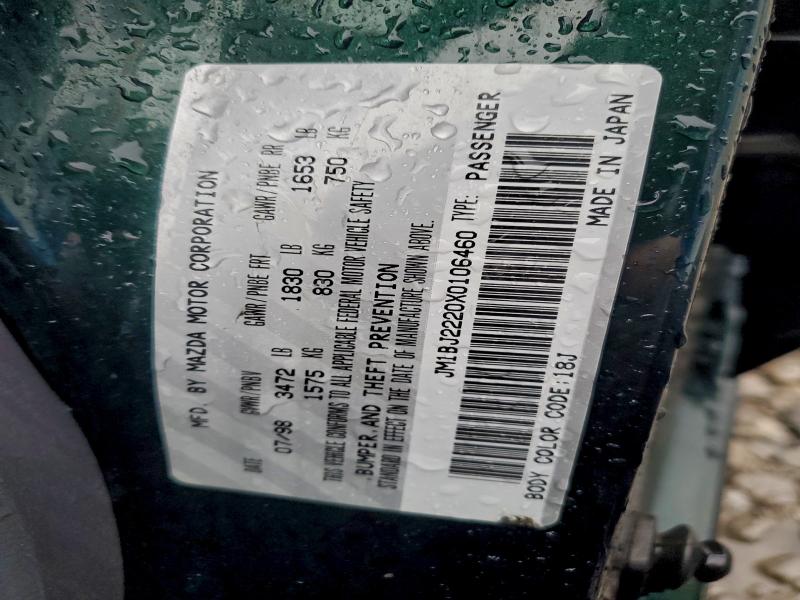 MFD. BY MAZDA MOTOR CORPORATION
DATE GVWR/PNBV GAWR/PNBE FRT GAWR/PNBE RR
07/98 3472 LB 1830 LB 1653 LB
1575 KG 830 KG 750 KG
THIS VEHICLE CONFORMS TO ALL APPLICABLE FEDERAL MOTOR VEHICLE SAFETY
,BUMPER,AND THEFT PREVENTION
STANDARD IN EFFECT ON THE DATE OF MANUFACTURE SHOWN ABOVE.
JM1BJ222DX0106460 TYPE: PASSENGER
BODY COLOR CODE:18J MADE IN JAPAN